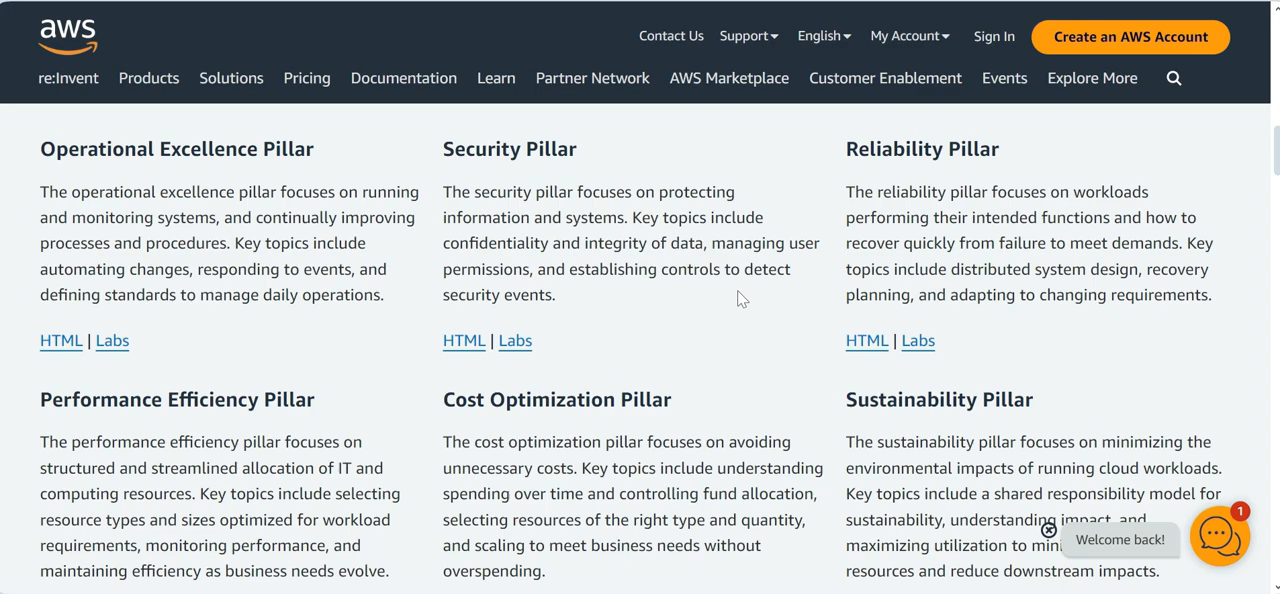 aws
Contact Us Support English My Account Sign In Create an AWS Account
re:Invent Products Solutions Pricing Documentation Learn Partner Network AWS Marketplace Customer Enablement Events Explore More
Operational Excellence Pillar
The operational excellence pillar focuses on running
and monitoring systems, and continually improving
processes and procedures. Key topics include
automating changes, responding to events, and
defining standards to manage daily operations.
HTML | Labs
Security Pillar
The security pillar focuses on protecting
information and systems. Key topics include
confidentiality and integrity of data, managing user
permissions, and establishing controls to detect
security events.
HTML | Labs
Reliability Pillar
The reliability pillar focuses on workloads
performing their intended functions and how to
recover quickly from failure to meet demands. Key
topics include distributed system design, recovery
planning, and adapting to changing requirements.
HTML | Labs
Performance Efficiency Pillar
The performance efficiency pillar focuses on
structured and streamlined allocation of IT and
computing resources. Key topics include selecting
resource types and sizes optimized for workload
requirements, monitoring performance, and
maintaining efficiency as business needs evolve.
Cost Optimization Pillar
The cost optimization pillar focuses on avoiding
unnecessary costs. Key topics include understanding
spending over time and controlling fund allocation,
selecting resources of the right type and quantity,
and scaling to meet business needs without
overspending.
Sustainability Pillar
The sustainability pillar focuses on minimizing the
environmental impacts of running cloud workloads.
Key topics include a shared responsibility model for
sustainability, understanding impact, and
maximizing utilization to
resources and reduce downstream impacts.
Welcome back!
1